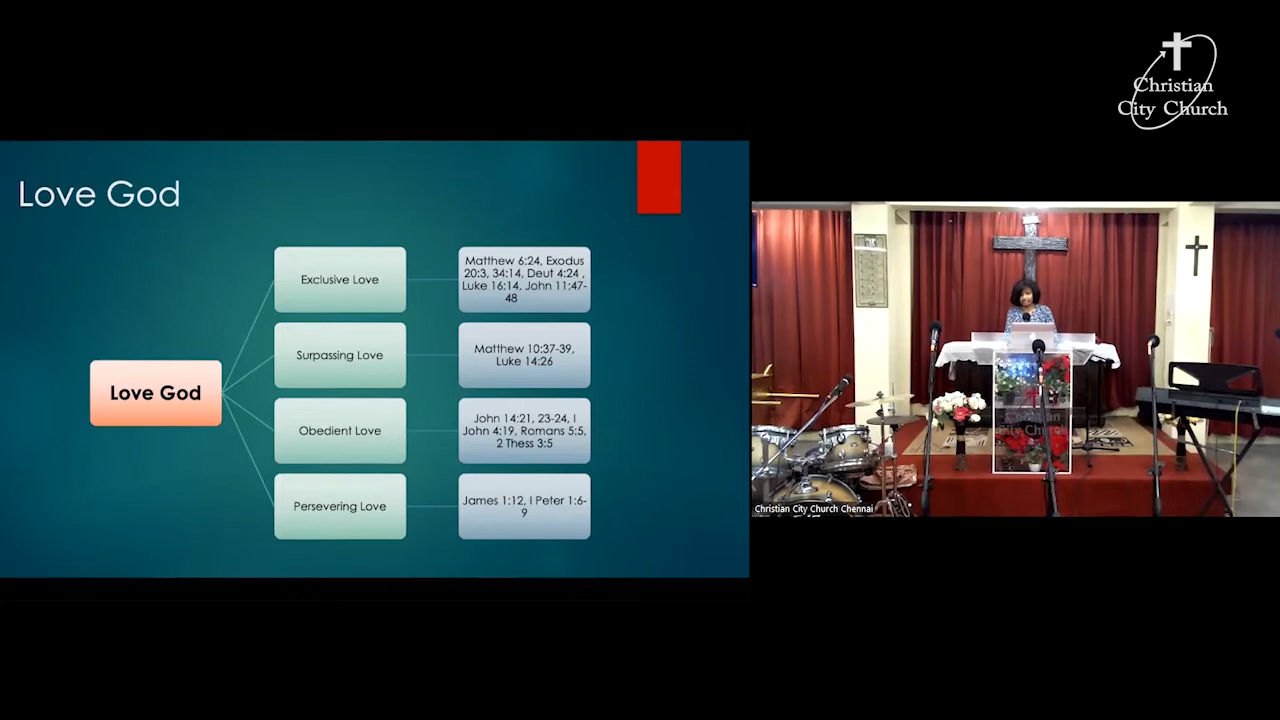 Christian
City Church
Love God
Love God
Exclusive Love
Matthew 6:24, Exodus
20:3, 34:14, Deut 4:24 ,
Luke 16:14, John 11:47-
48
Surpassing Love
Matthew 10:37-39,
Luke 14:26
Obedient Love
John 14:21, 23-24, I
John 4:19, Romans 5:5,
2 Thess 3:5
Persevering Love
James 1:12, I Peter 1:6-
9
Christian
City Church
Christian City Church Chennai